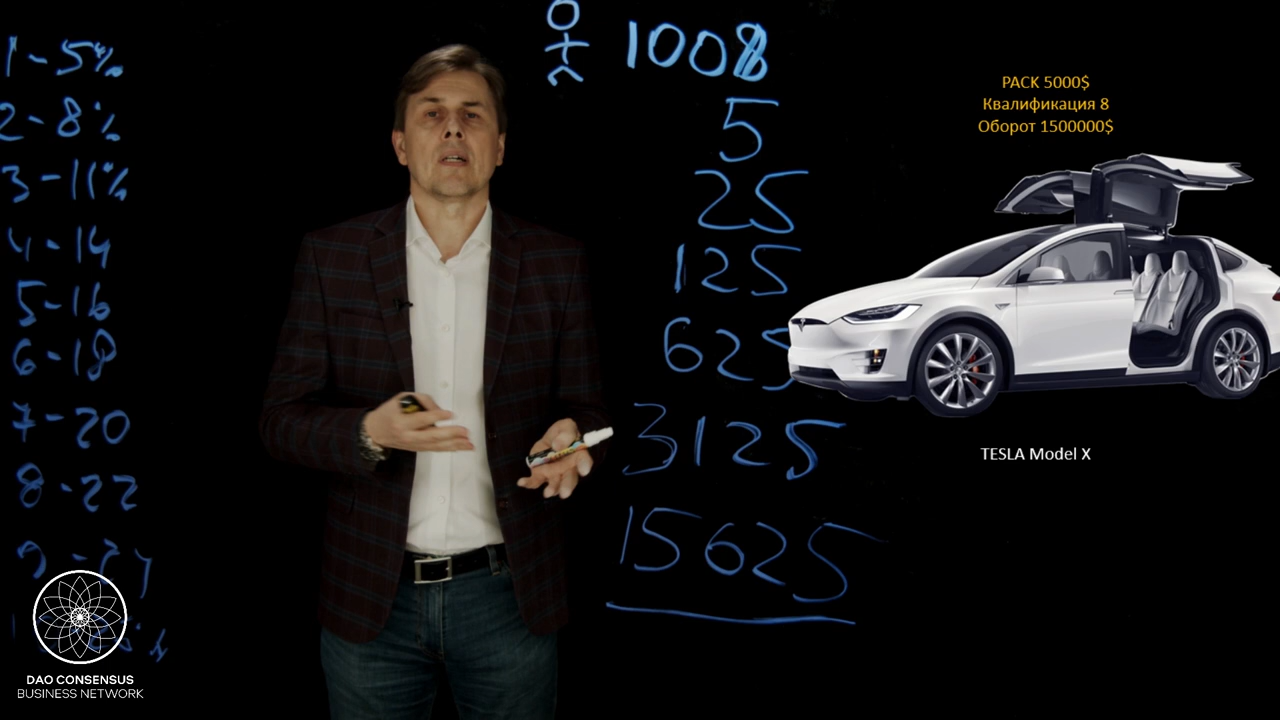 1-5%
2-8%
3-11%
4-14
5-16
6-18
7-20
8-22
100$
5
25
125
625
3125
15625
PACK 5000$
Квалификация 8
Оборот 1500000$
TESLA Model X
DAO CONSENSUS
BUSINESS NETWORK